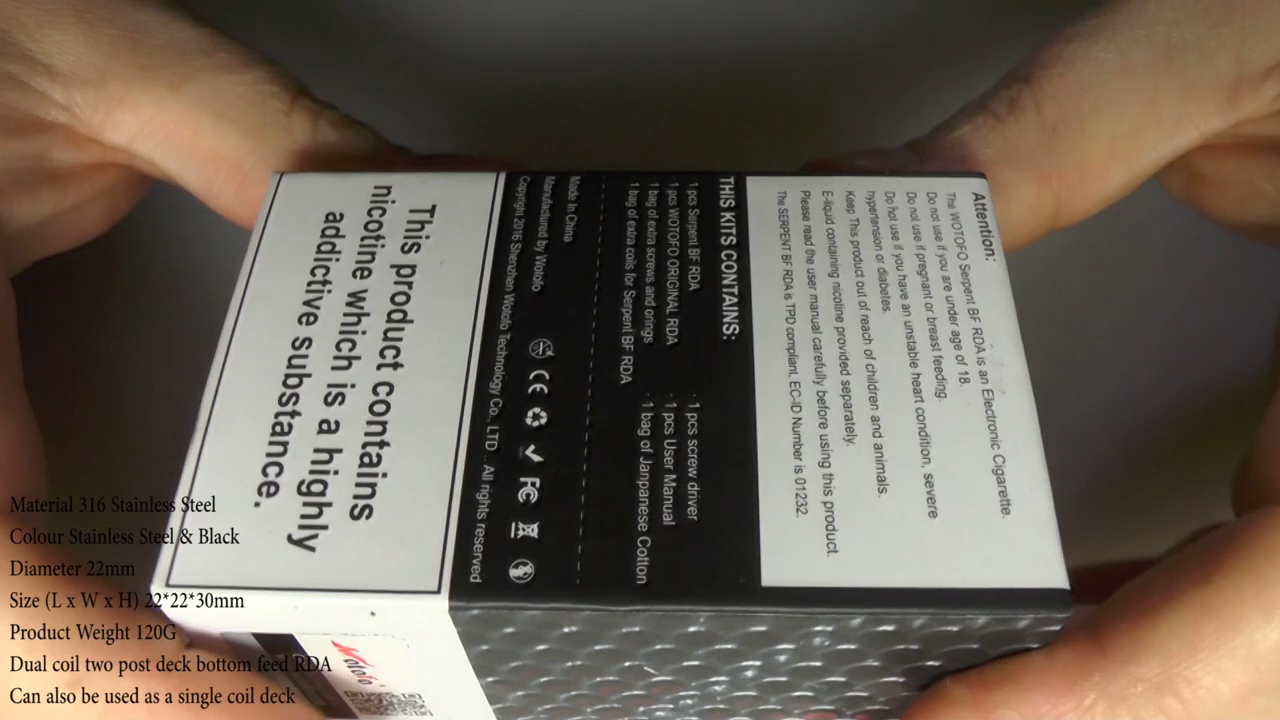 Attention:
The WOTOFO Serpent BF RDA is an Electronic Cigarette.
Do not use if you are under age of 18.
Do not use if pregnant or breast feeding.
Do hot use if you have an unstable heart condition, severe
hypertension or diabetes.
· Keep This product out of reach of children and animals.
E-liquid containing nicotine provided separately.
· Please read the user manual carefully before using this product.
The SERPENT BF RDA is TPD compliant. EC-ID Number is 01232.
THIS KITS CONTAINS:
· 1 pcs Serpent BF RDA · 1 pcs screw driver
· 1 pcs WOTOFO ORIGINAL RDA · 1 pcs User Manual
· 1 bag of extra screws and orings · 1 bag of Janpanese Cotton
· 1 bag of extra coils for Serpent BF RDA
Made In China
Manufactured by Wotofo
Copyright 2016 Shenzhen Wotofo Technology Co., LTD . All rights reserved
CE FC
This product contains
nicotine which is a highly
addictive substance.
Wotofo
Material 316 Stainless Steel
Colour Stainless Steel & Black
Diameter 22mm
Size (L x W x H) 22*22*30mm
Product Weight 120G
Dual coil two post deck bottom feed RDA
Can also be used as a single coil deck